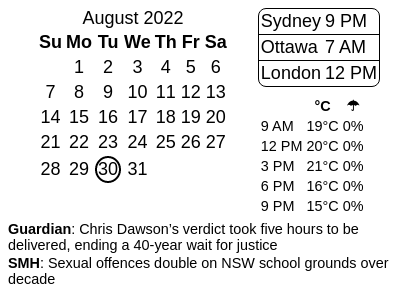 August 2022
Su Mo Tu We Th Fr Sa
1 2 3 4 5 6
7 8 9 10 11 12 13
14 15 16 17 18 19 20
21 22 23 24 25 26 27
28 29 30 31
Sydney 9 PM
Ottawa 7 AM
London 12 PM
°C ☂
9 AM 19°C 0%
12 PM 20°C 0%
3 PM 21°C 0%
6 PM 16°C 0%
9 PM 15°C 0%
Guardian: Chris Dawson’s verdict took five hours to be
delivered, ending a 40-year wait for justice
SMH: Sexual offences double on NSW school grounds over
decade